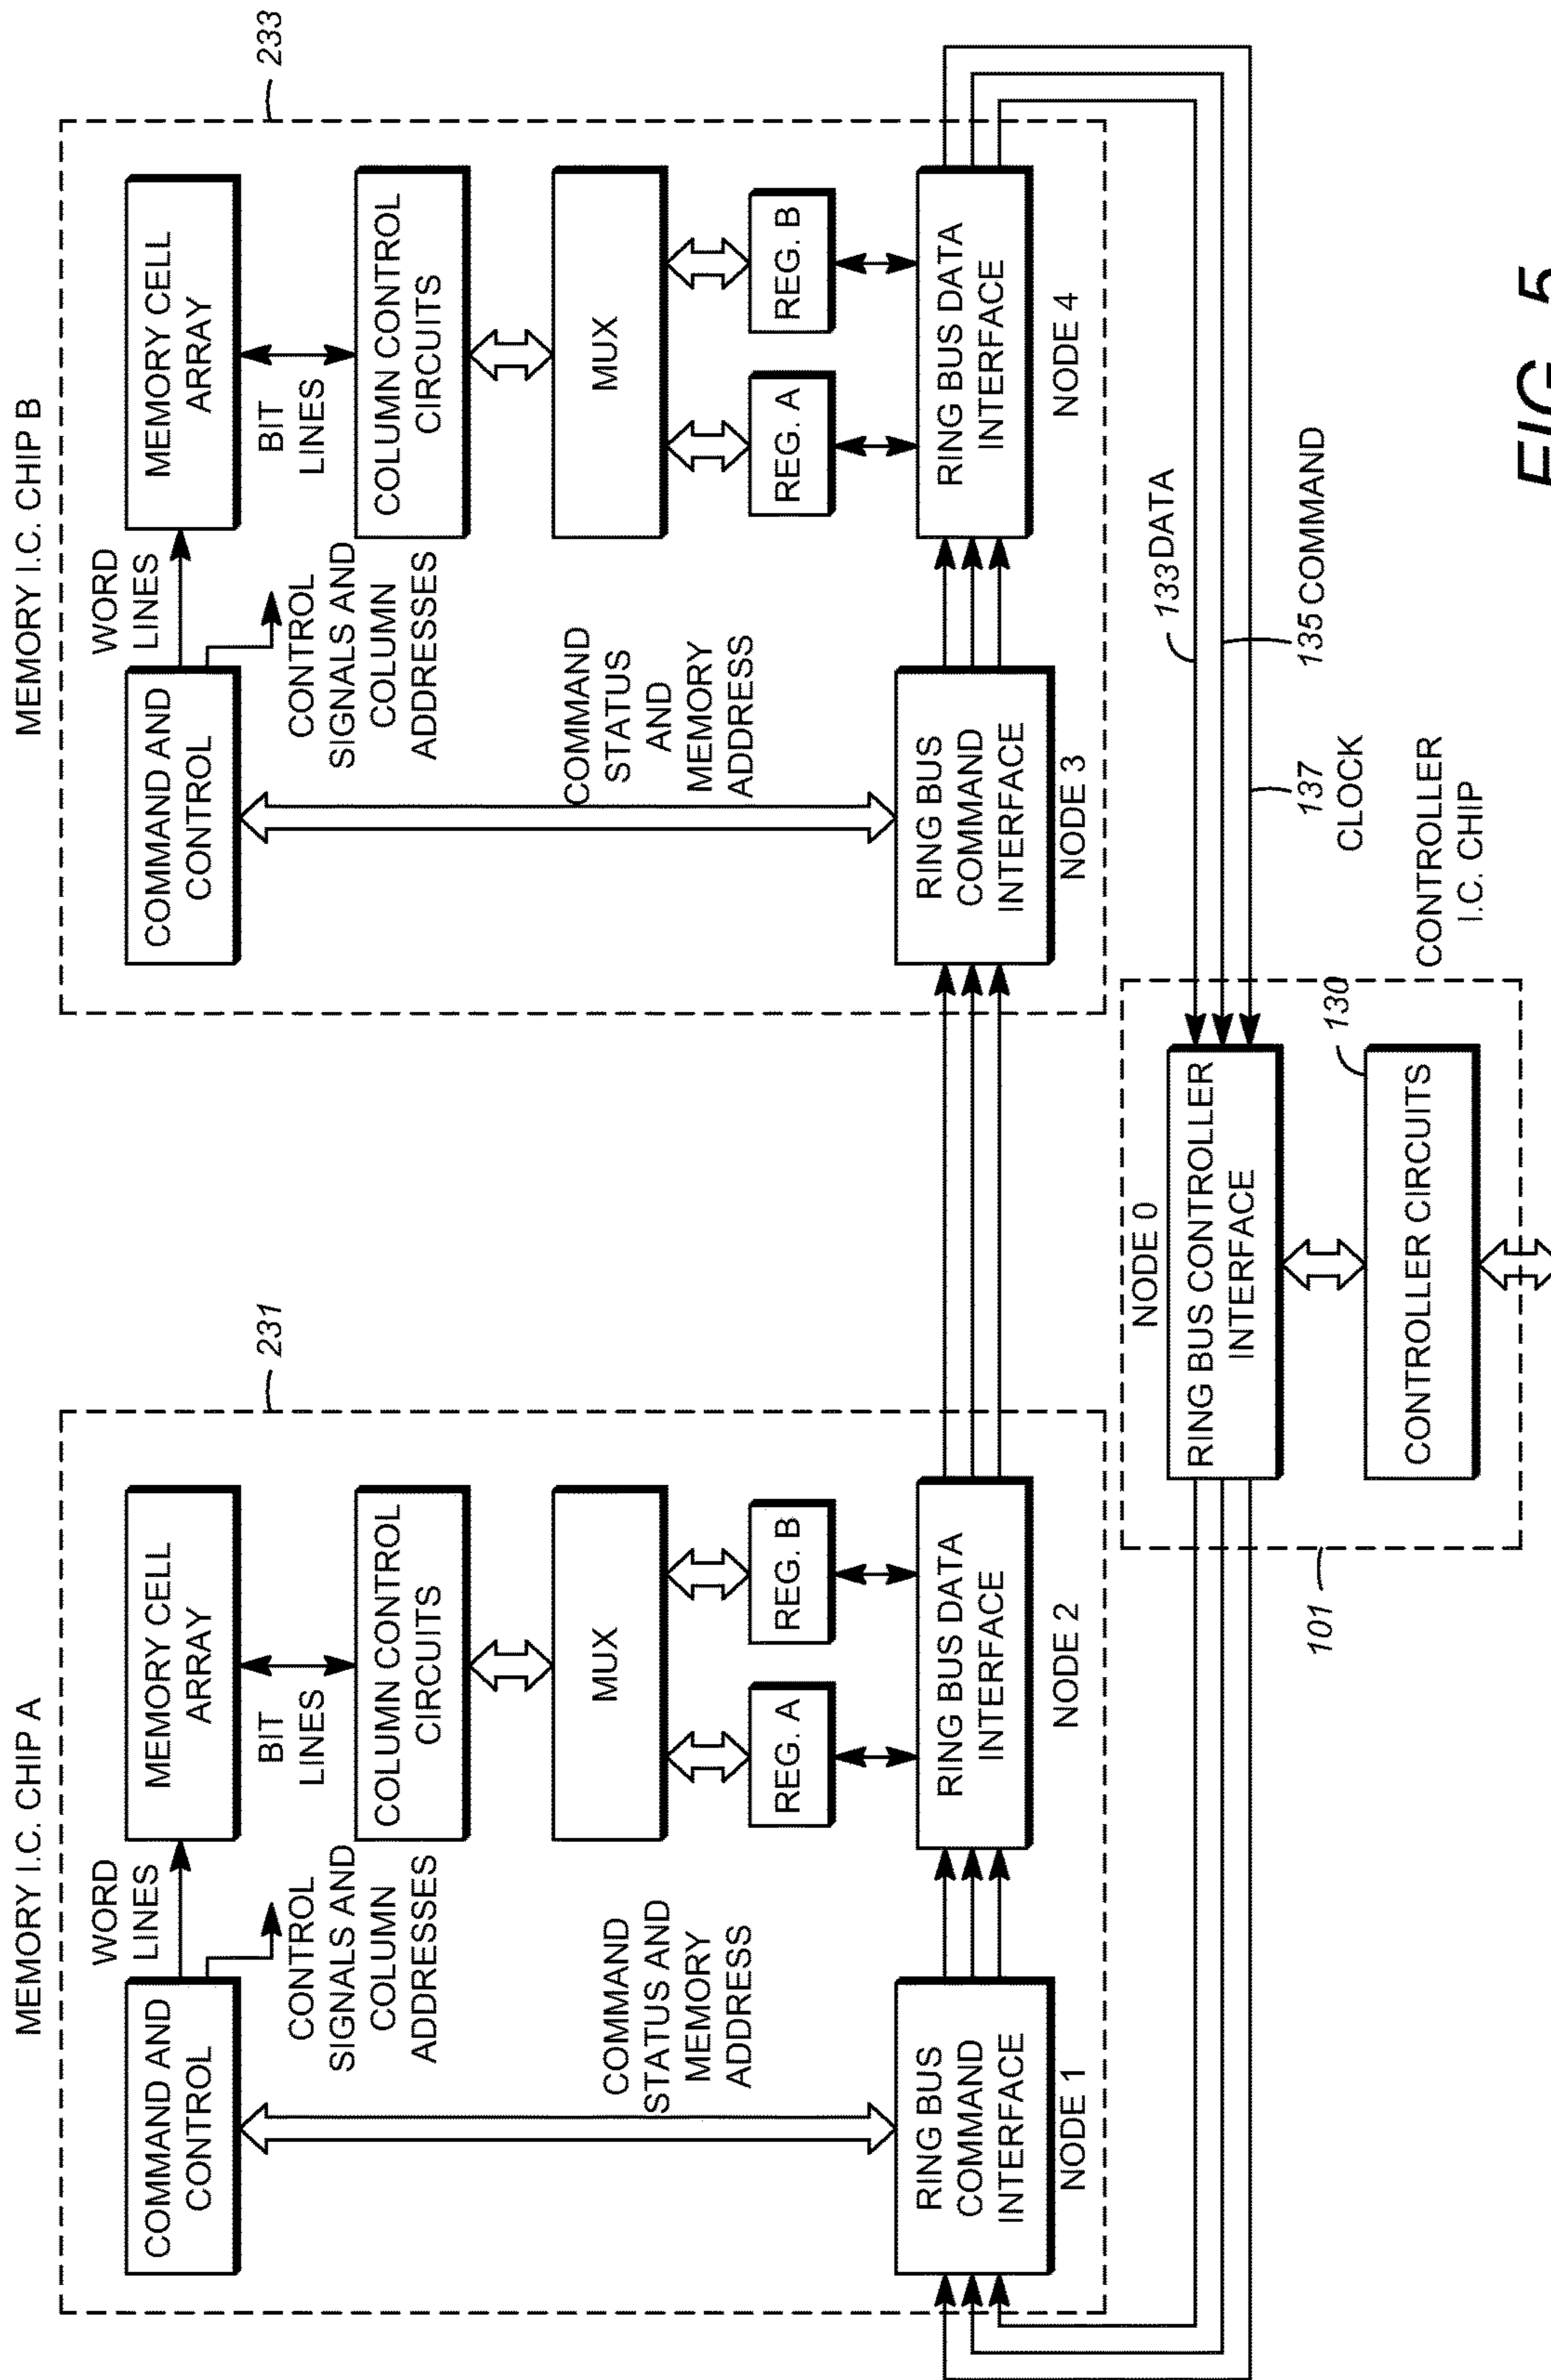 MEMORY I.C. CHIP A
231
COMMAND AND
CONTROL
WORD
LINES
MEMORY CELL
ARRAY
CONTROL
SIGNALS AND
COLUMN
ADDRESSES
BIT
LINES
COLUMN CONTROL
CIRCUITS
MUX
COMMAND
STATUS AND
MEMORY
ADDRESS
REG. A
REG. B
RING BUS
COMMAND
INTERFACE
NODE 1
RING BUS DATA
INTERFACE
NODE 2
MEMORY I.C. CHIP B
233
COMMAND AND
CONTROL
WORD
LINES
MEMORY CELL
ARRAY
CONTROL
SIGNALS AND
COLUMN
ADDRESSES
BIT
LINES
COLUMN CONTROL
CIRCUITS
MUX
COMMAND
STATUS
AND
MEMORY
ADDRESS
REG. A
REG. B
RING BUS
COMMAND
INTERFACE
NODE 3
RING BUS DATA
INTERFACE
NODE 4
133 DATA
135 COMMAND
137
CLOCK
NODE 0
RING BUS CONTROLLER
INTERFACE
130
CONTROLLER CIRCUITS
101
CONTROLLER
I.C. CHIP
FIG. 5